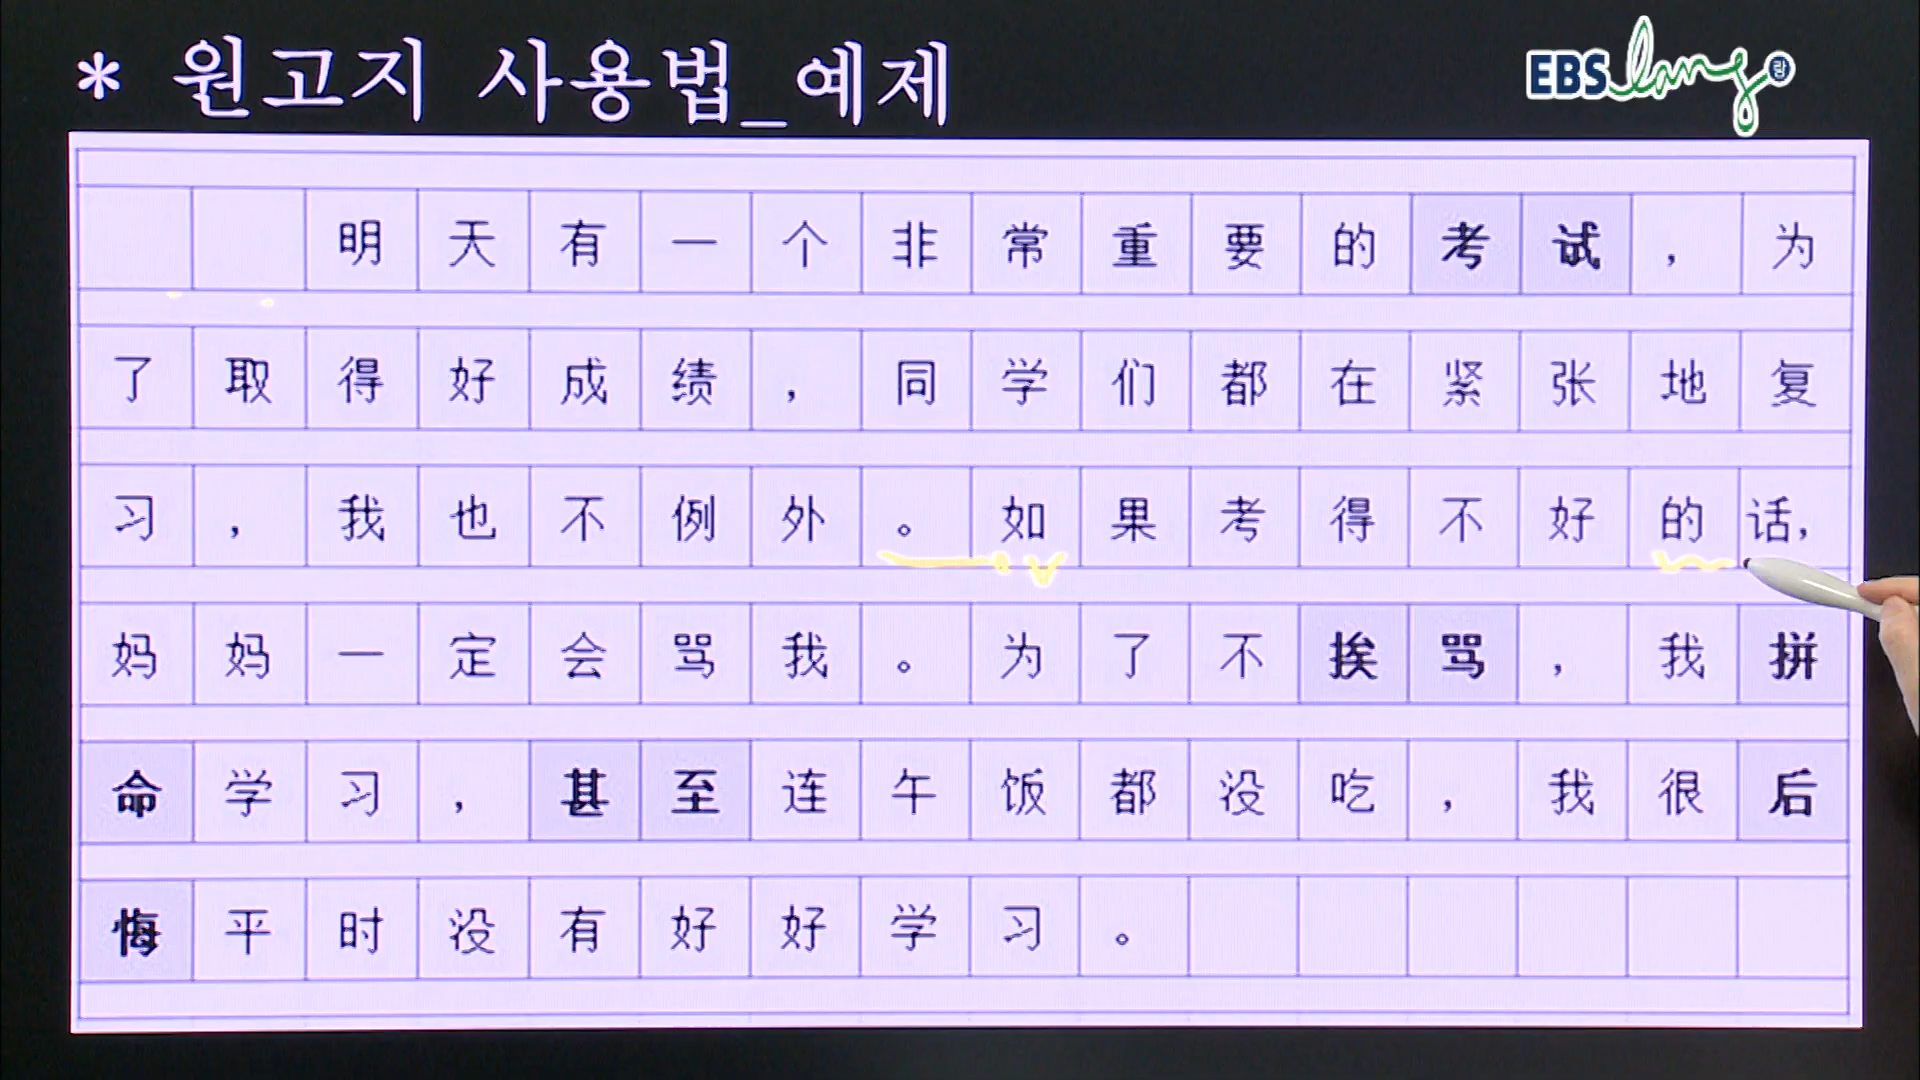 * 원고지 사용법_예제
EBS lang 랑
明天有一个非常重要的考试，为
了取得好成绩，同学们都在紧张地复
习，我也不例外。如果考得不好的话，
妈妈一定会骂我。为了不挨骂，我拼
命学习，甚至连午饭都没吃，我很后
悔平时没有好好学习。